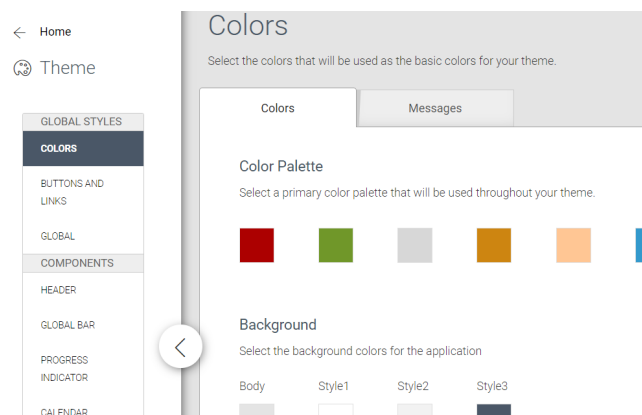 Home
Theme
GLOBAL STYLES
COLORS
BUTTONS AND
LINKS
GLOBAL
COMPONENTS
HEADER
GLOBAL BAR
PROGRESS
INDICATOR
CALENDAR
Colors
Select the colors that will be used as the basic colors for your theme.
Colors Messages
Color Palette
Select a primary color palette that will be used throughout your theme.
Background
Select the background colors for the application
Body Style1 Style2 Style3